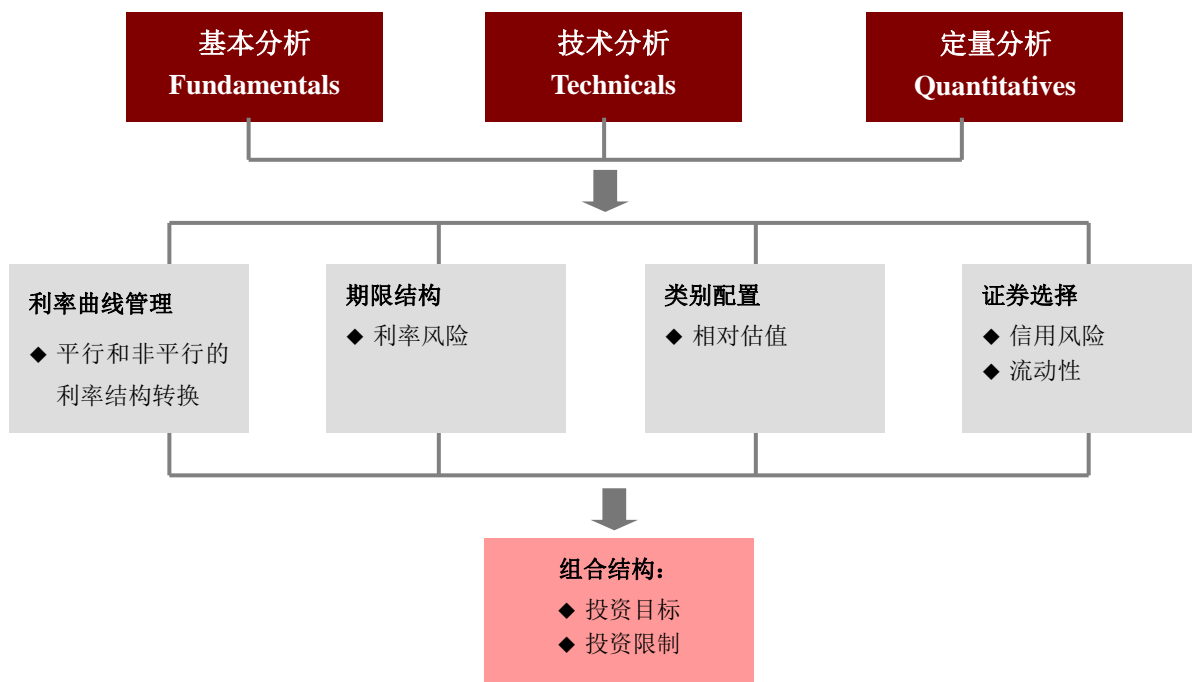 基本分析
Fundamentals
技术分析
Technicals
定量分析
Quantitatives
利率曲线管理
◆ 平行和非平行的
利率结构转换
期限结构
◆ 利率风险
类别配置
◆ 相对估值
证券选择
◆ 信用风险
◆ 流动性
组合结构：
◆ 投资目标
◆ 投资限制